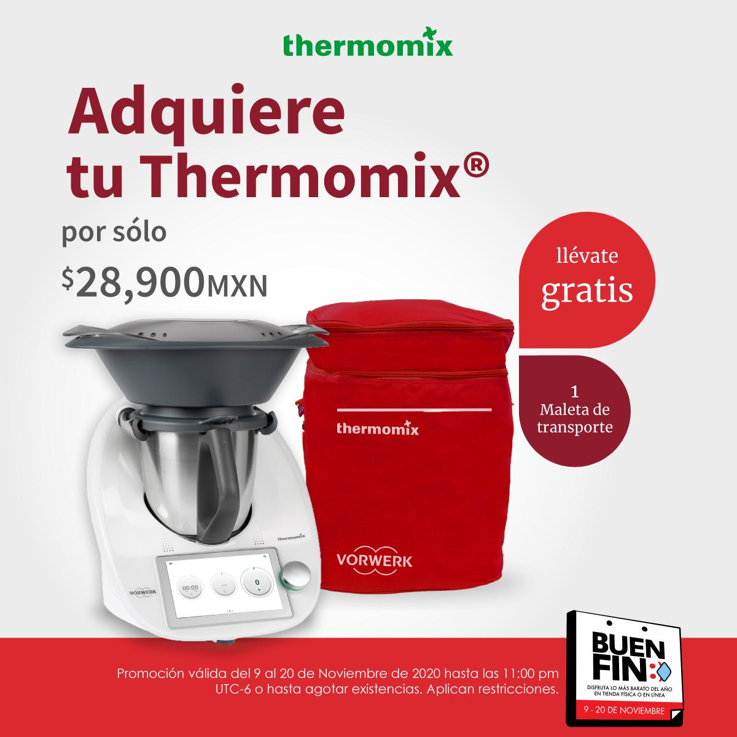 thermomix
Adquiere
tu Thermomix®
por sólo
$28,900MXN
llévate
gratis
1
Maleta de
transporte
thermomix
VORWERK
thermomix
VORWERK
00:00
0
Promoción válida del 9 al 20 de Noviembre de 2020 hasta las 11:00 pm
UTC-6 o hasta agotar existencias. Aplican restricciones.
BUEN
FIN
DISFRUTA LO MÁS BARATO DEL AÑO
EN TIENDA FÍSICA O EN LÍNEA
9 - 20 DE NOVIEMBRE